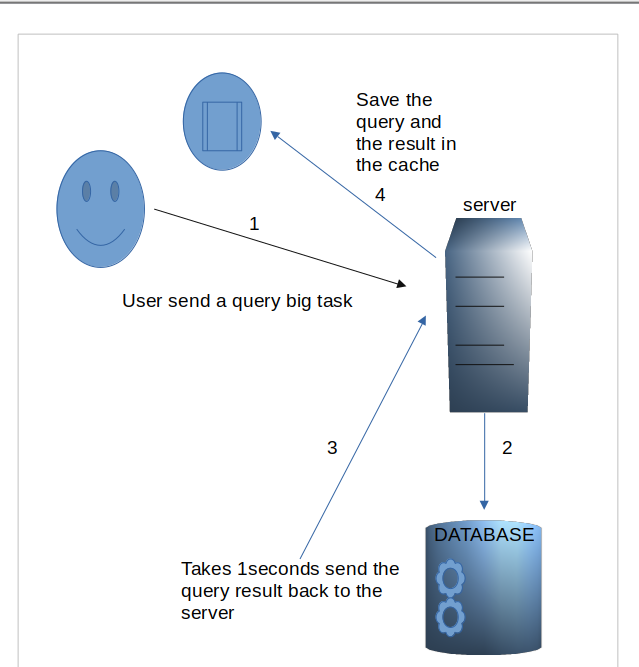 Save the
query and
the result in
the cache
4
server
1
User send a query big task
3
2
DATABASE
Takes 1seconds send the
query result back to the
server